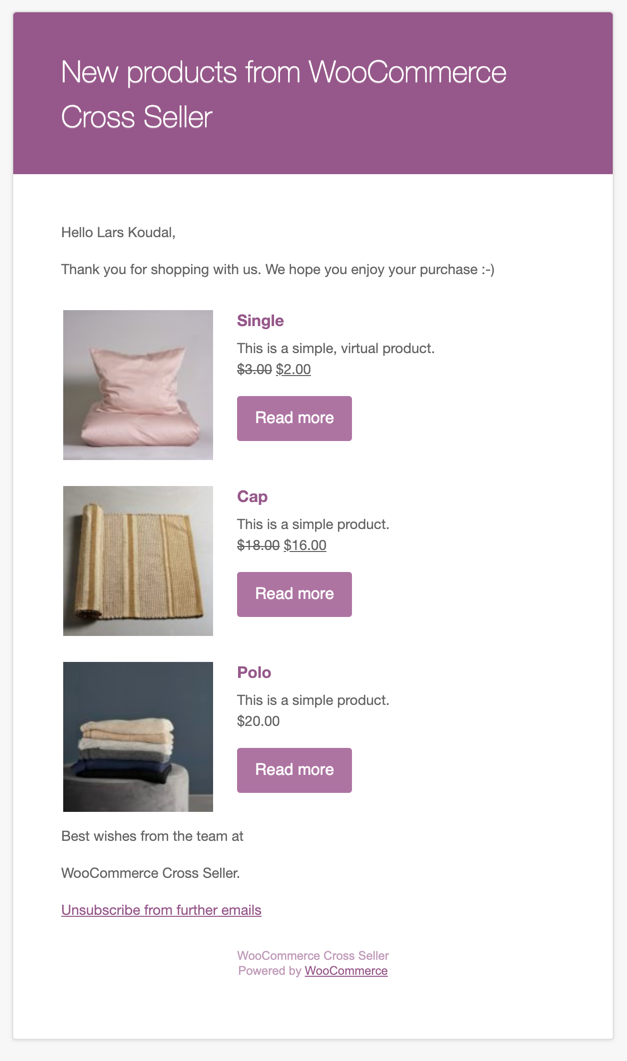 New products from WooCommerce
Cross Seller
Hello Lars Koudal,
Thank you for shopping with us. We hope you enjoy your purchase :-)
Single
This is a simple, virtual product.
$3.00 $2.00
Read more
Cap
This is a simple product.
$18.00 $16.00
Read more
Polo
This is a simple product.
$20.00
Read more
Best wishes from the team at
WooCommerce Cross Seller.
Unsubscribe from further emails
WooCommerce Cross Seller
Powered by WooCommerce